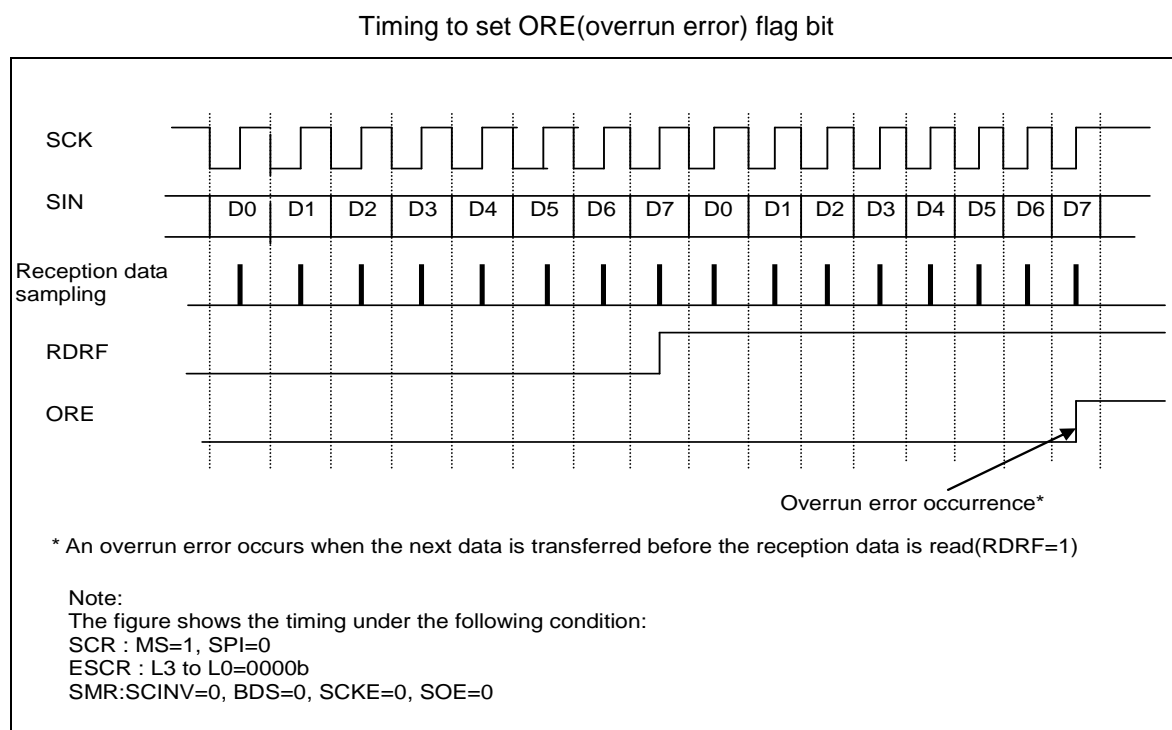 Timing to set ORE(overrun error) flag bit
SCK
SIN
D0 D1 D2 D3 D4 D5 D6 D7 D0 D1 D2 D3 D4 D5 D6 D7
Reception data
sampling
RDRF
ORE
Overrun error occurrence*
* An overrun error occurs when the next data is transferred before the reception data is read(RDRF=1)
Note:
The figure shows the timing under the following condition:
SCR : MS=1, SPI=0
ESCR : L3 to L0=0000b
SMR:SCINV=0, BDS=0, SCKE=0, SOE=0